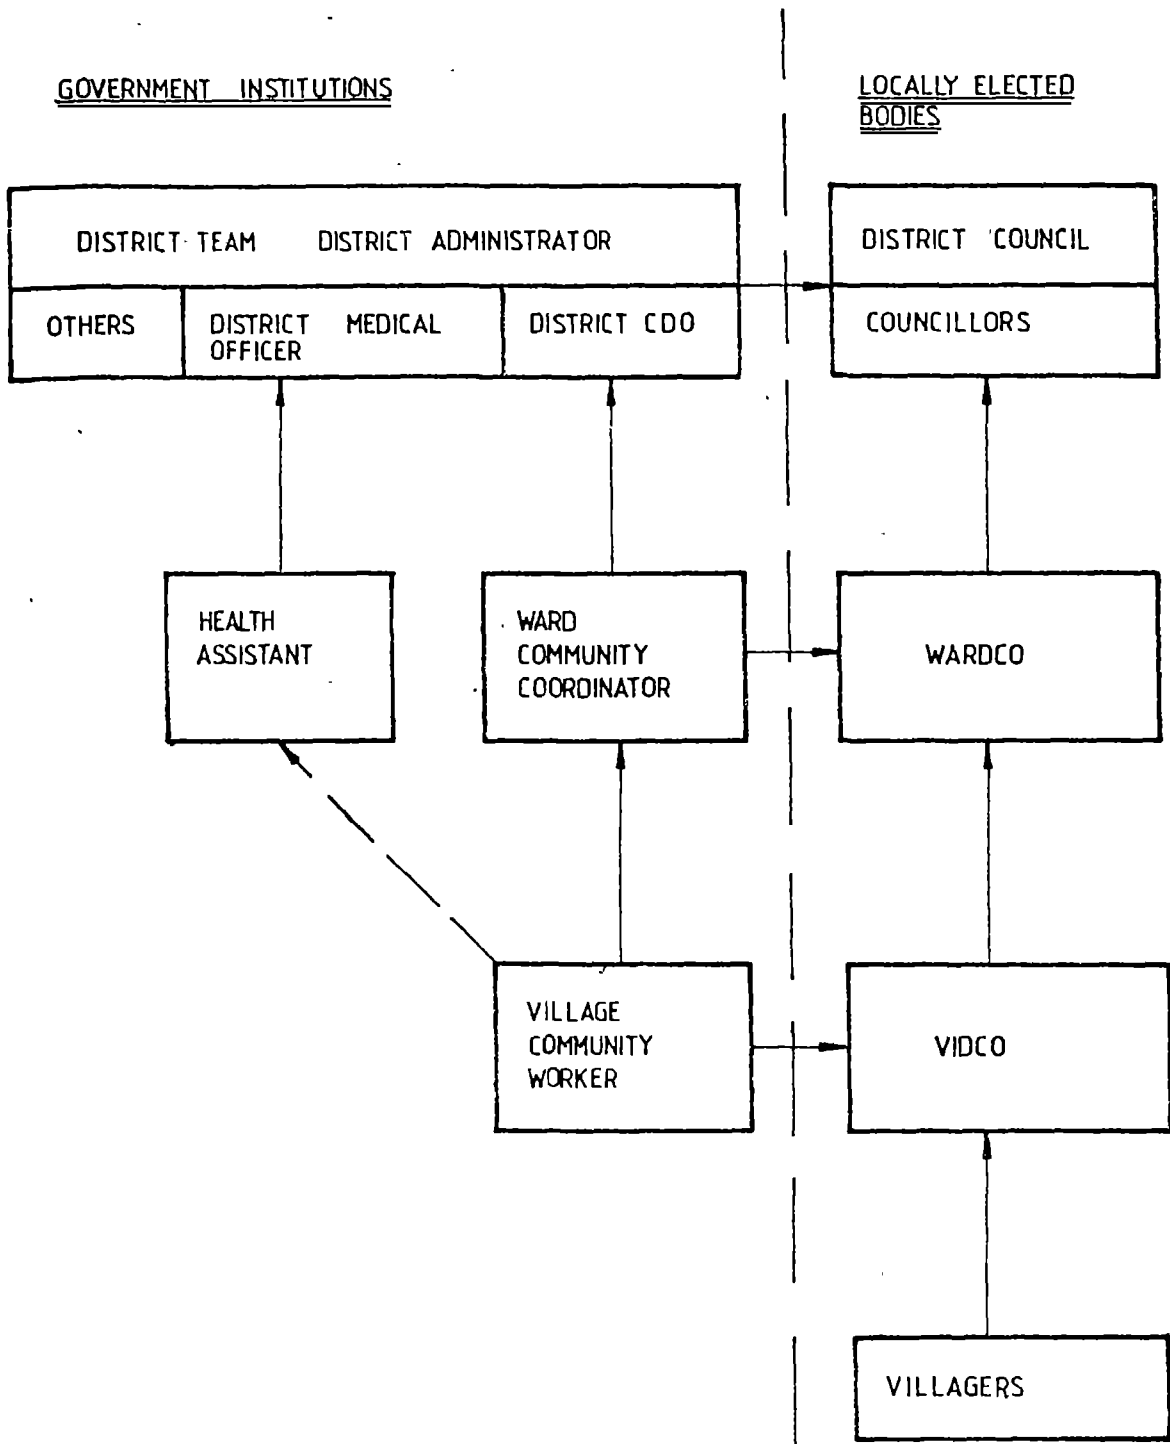 GOVERNMENT INSTITUTIONS
LOCALLY ELECTED
BODIES
DISTRICT TEAM DISTRICT ADMINISTRATOR
DISTRICT COUNCIL
OTHERS
DISTRICT MEDICAL
OFFICER
DISTRICT CDO
COUNCILLORS
HEALTH
ASSISTANT
WARD
COMMUNITY
COORDINATOR
WARDCO
VILLAGE
COMMUNITY
WORKER
VIDCO
VILLAGERS